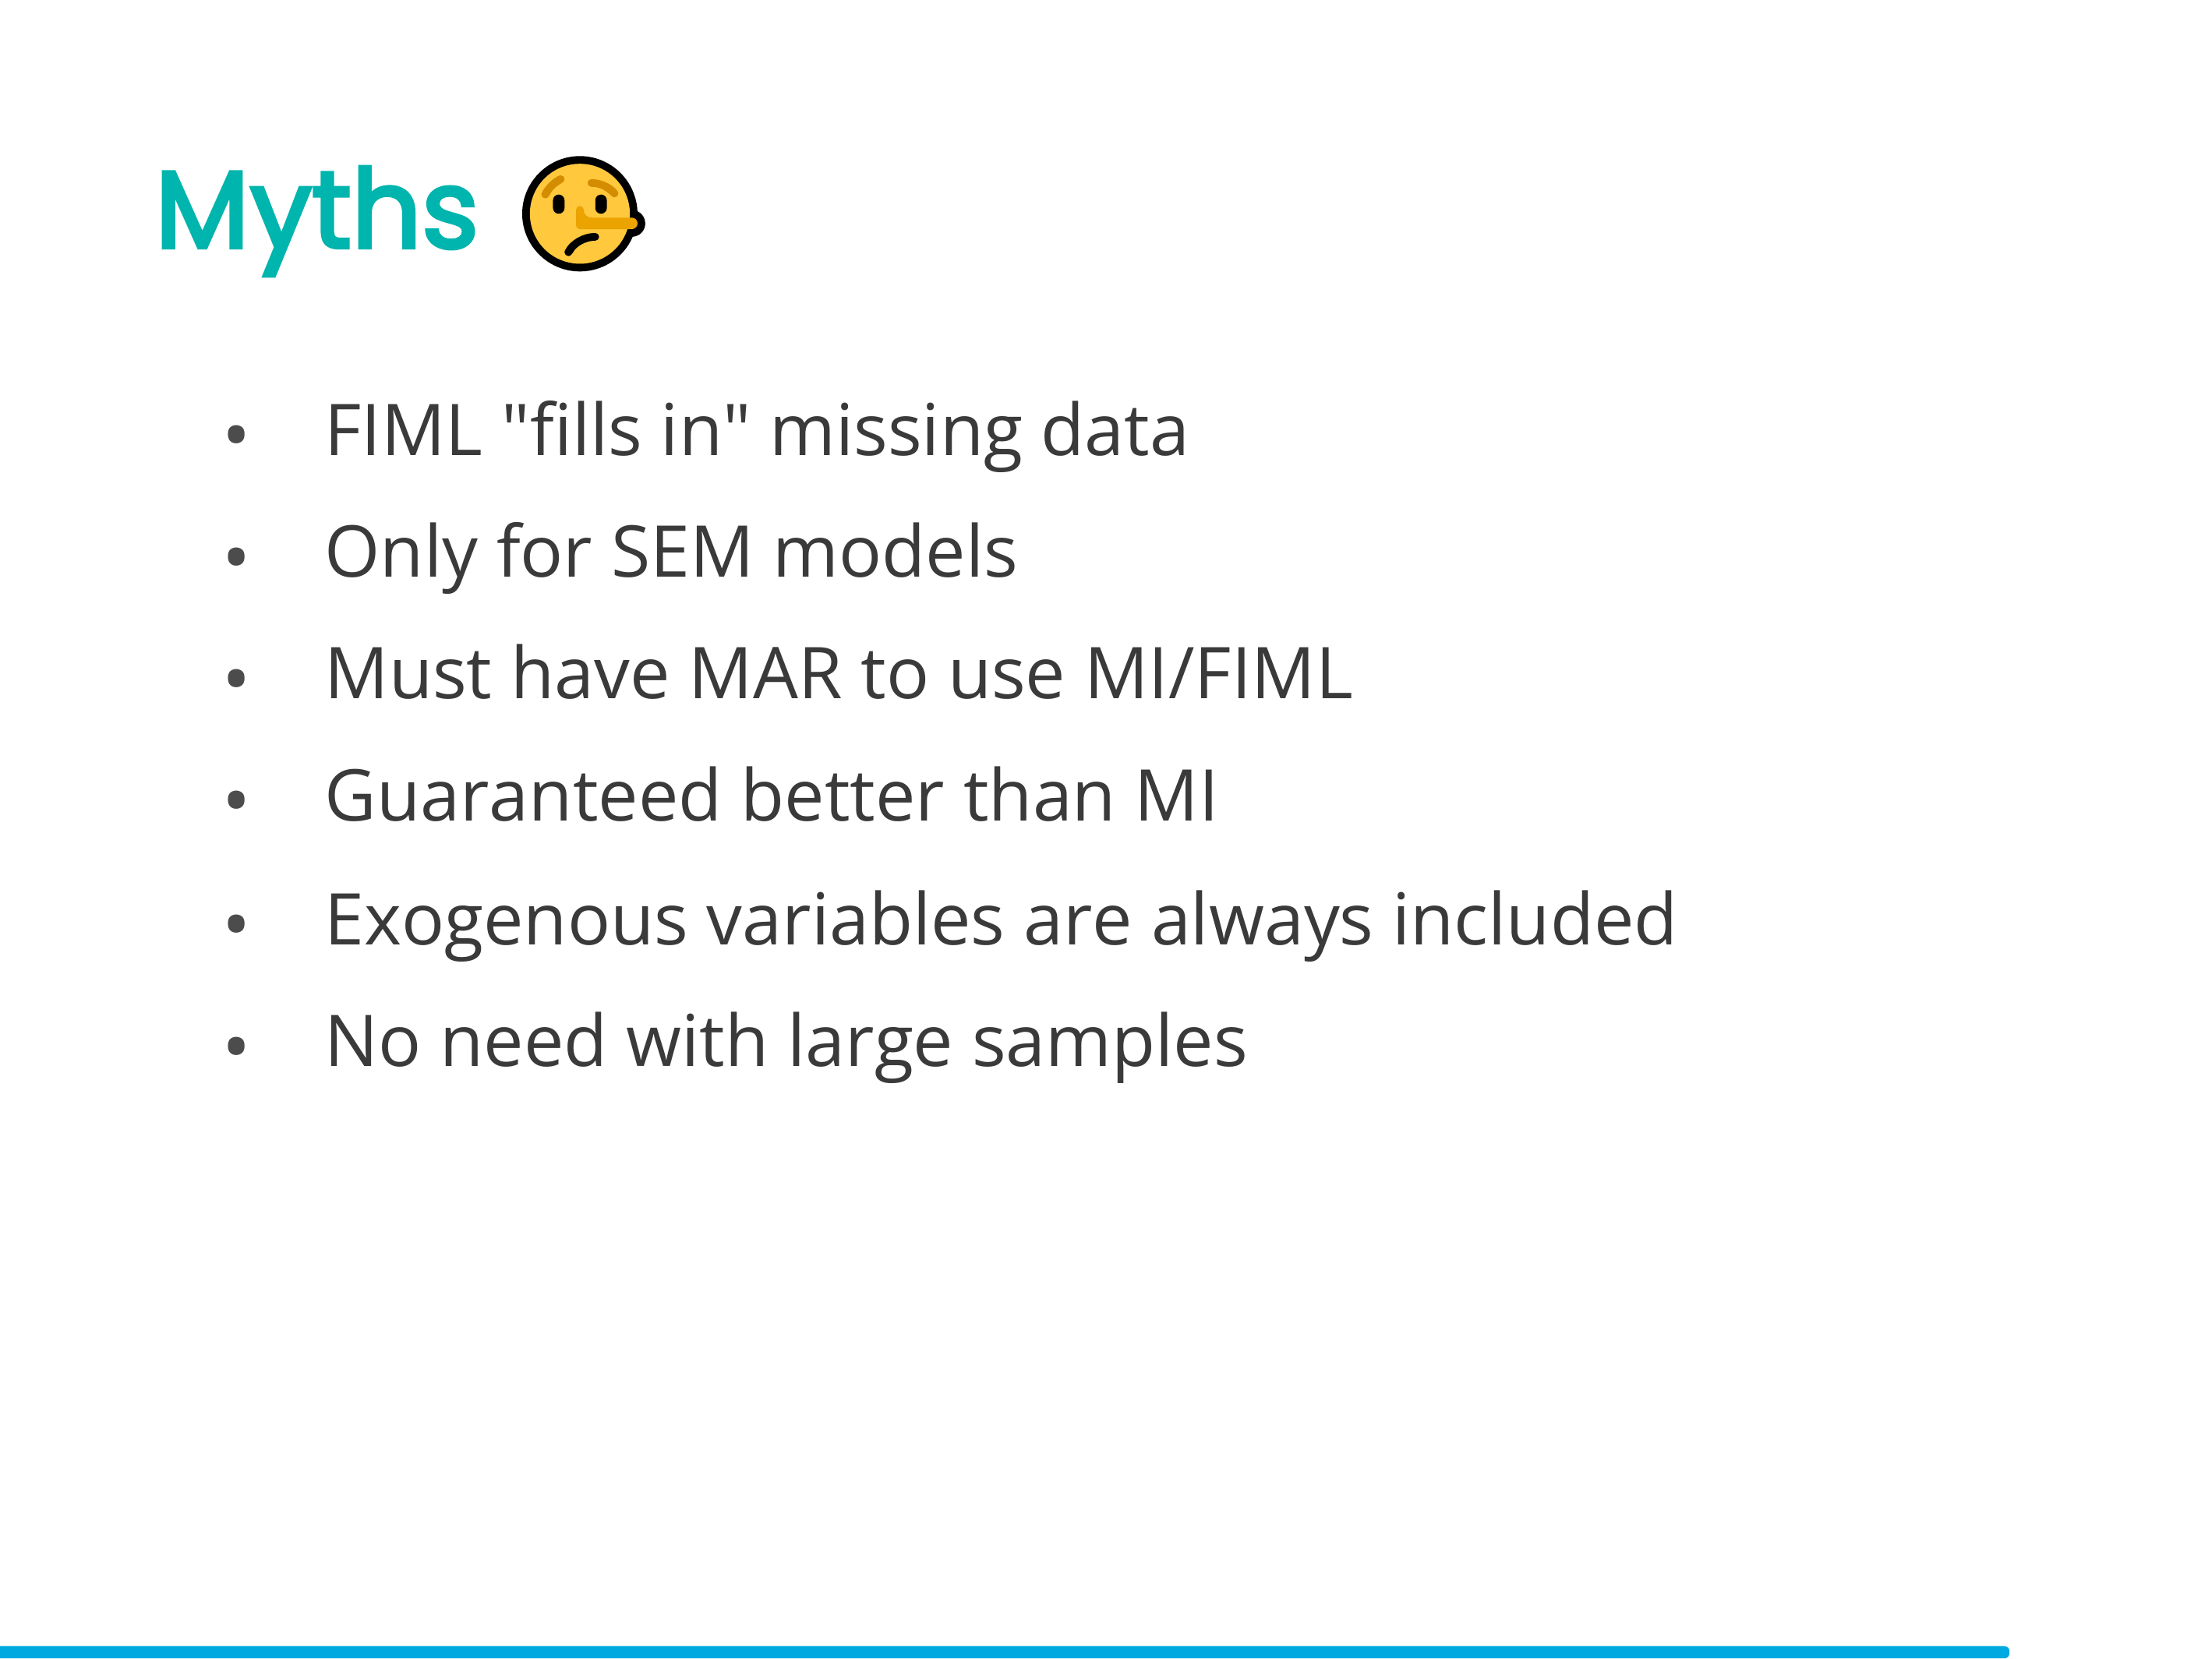 Myths 🤥
• FIML "fills in" missing data
• Only for SEM models
• Must have MAR to use MI/FIML
• Guaranteed better than MI
• Exogenous variables are always included
• No need with large samples